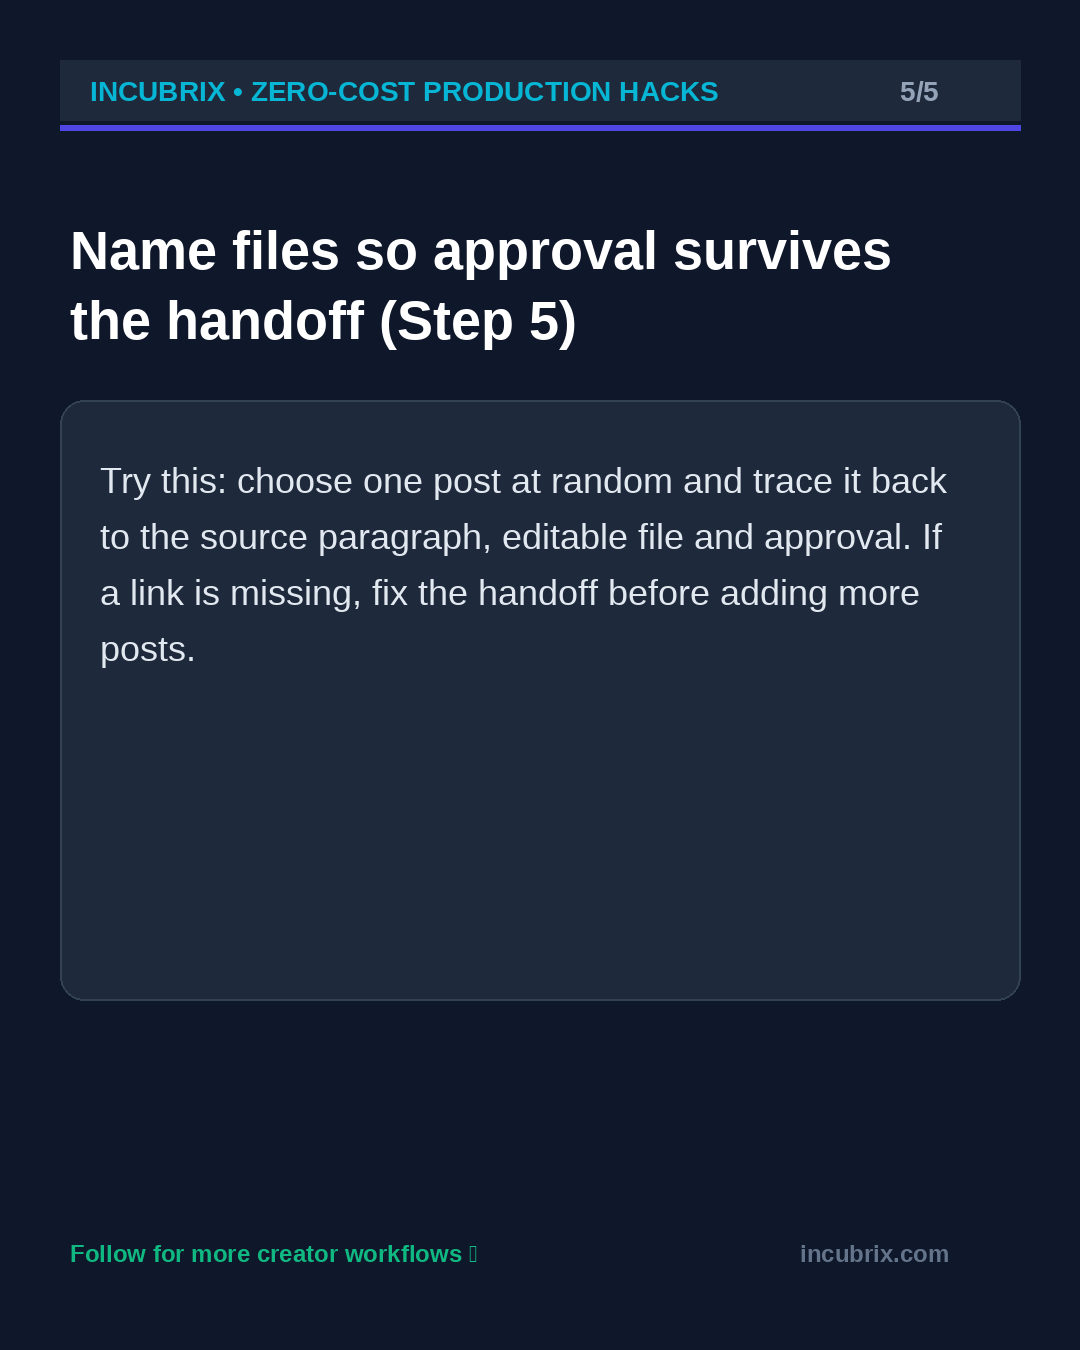 INCUBRIX • ZERO-COST PRODUCTION HACKS 5/5
Name files so approval survives
the handoff (Step 5)
Try this: choose one post at random and trace it back
to the source paragraph, editable file and approval. If
a link is missing, fix the handoff before adding more
posts.
Follow for more creator workflows
incubrix.com